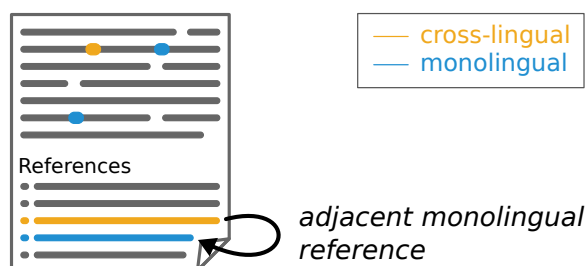 cross-lingual
monolingual
References
adjacent monolingual
reference